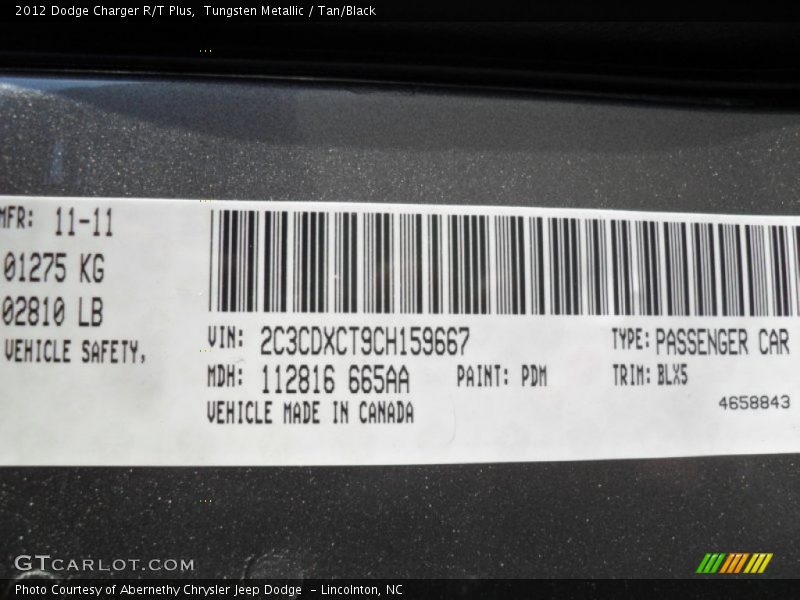 2012 Dodge Charger R/T Plus,  Tungsten Metallic / Tan/Black
MFR: 11-11
01275 KG
02810 LB
VEHICLE SAFETY,
VIN: 2C3CDXCT9CH159667
TYPE: PASSENGER CAR
MDH: 112816 665AA
PAINT: PDM
TRIM: BLX5
VEHICLE MADE IN CANADA
4658843
GTCARLOT.COM
Photo Courtesy of Abernethy Chrysler Jeep Dodge  - Lincolnton, NC